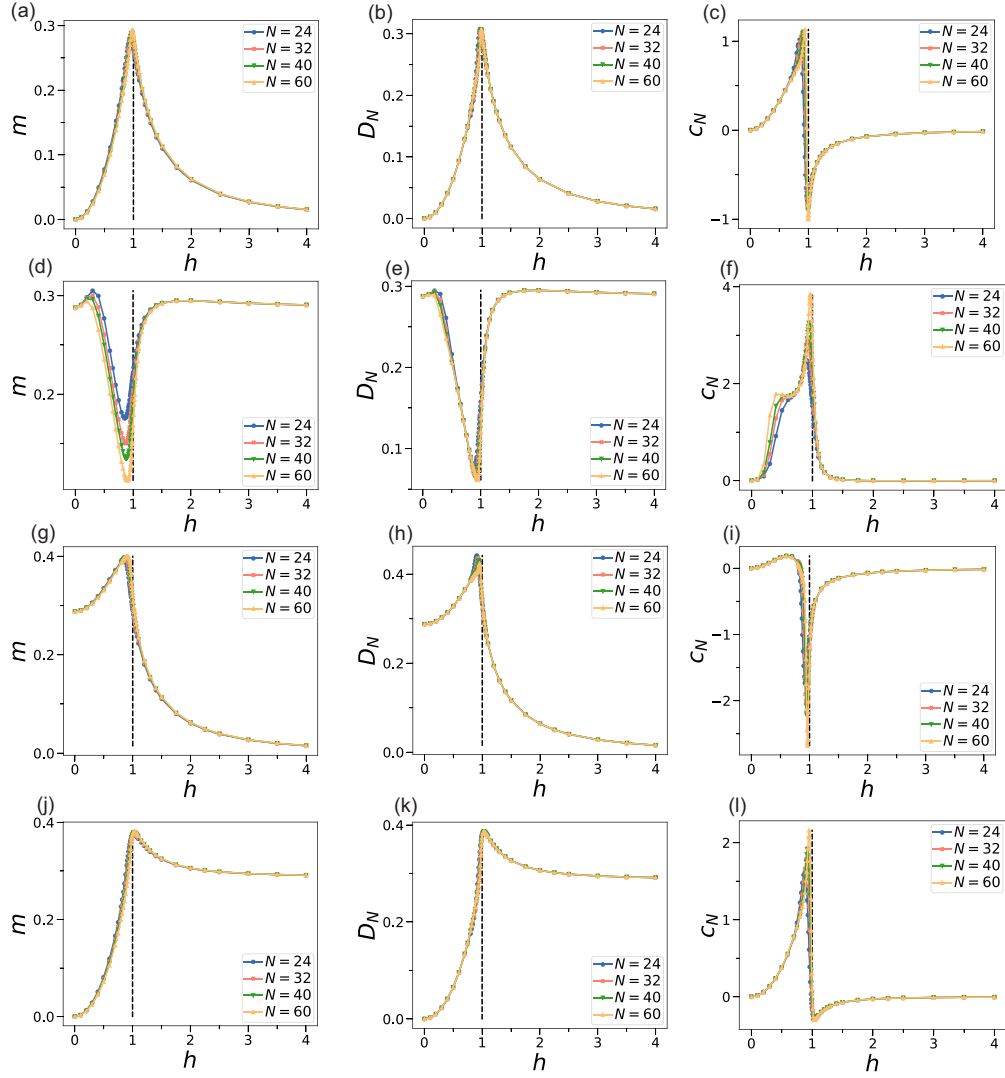 (a)
0.3
0.2
0.1
0.0
m
0 1 2 3 4
h
N = 24
N = 32
N = 40
N = 60
(b)
0.3
0.2
0.1
0.0
D_N
0 1 2 3 4
h
N = 24
N = 32
N = 40
N = 60
(c)
1
0
−1
c_N
0 1 2 3 4
h
N = 24
N = 32
N = 40
N = 60
(d)
0.3
0.2
m
0 1 2 3 4
h
N = 24
N = 32
N = 40
N = 60
(e)
0.3
0.2
0.1
D_N
0 1 2 3 4
h
N = 24
N = 32
N = 40
N = 60
(f)
4
2
0
c_N
0 1 2 3 4
h
N = 24
N = 32
N = 40
N = 60
(g)
0.4
0.2
0.0
m
0 1 2 3 4
h
N = 24
N = 32
N = 40
N = 60
(h)
0.4
0.2
0.0
D_N
0 1 2 3 4
h
N = 24
N = 32
N = 40
N = 60
(i)
0
−1
−2
c_N
0 1 2 3 4
h
N = 24
N = 32
N = 40
N = 60
(j)
0.4
0.2
0.0
m
0 1 2 3 4
h
N = 24
N = 32
N = 40
N = 60
(k)
0.4
0.2
0.0
D_N
0 1 2 3 4
h
N = 24
N = 32
N = 40
N = 60
(l)
2
1
0
c_N
0 1 2 3 4
h
N = 24
N = 32
N = 40
N = 60